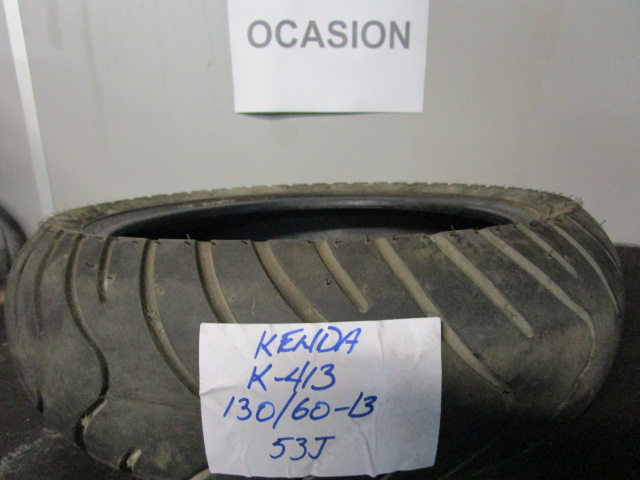 OCASION
KENDA
K-413
130/60-13
53J